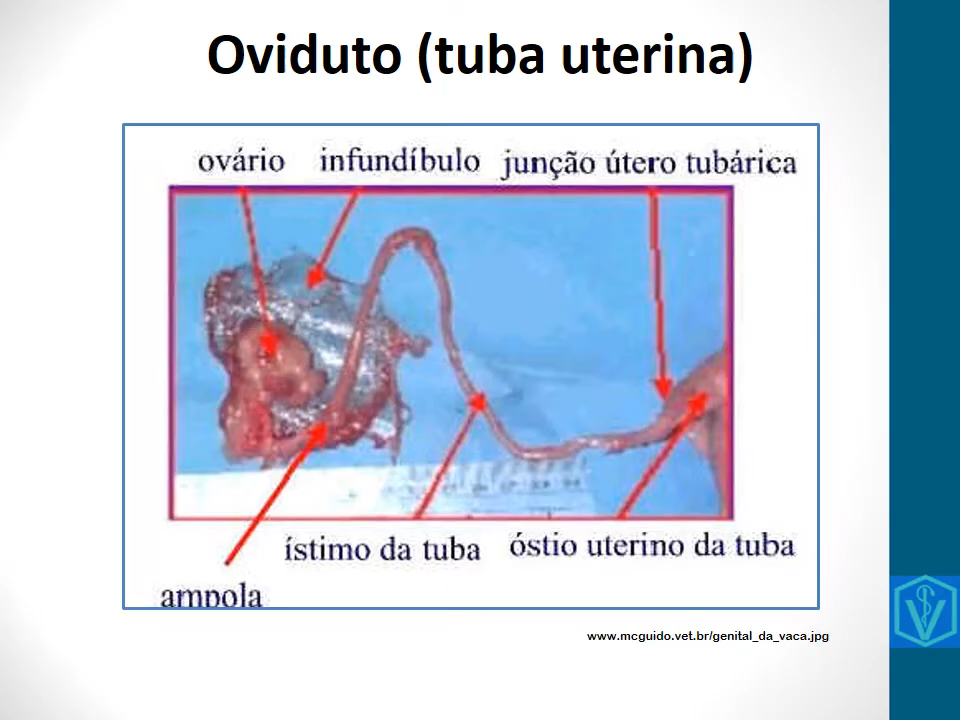 Oviduto (tuba uterina)
ovário infundíbulo junção útero tubárica
ístimo da tuba óstio uterino da tuba
ampola
www.mcguido.vet.br/genital_da_vaca.jpg